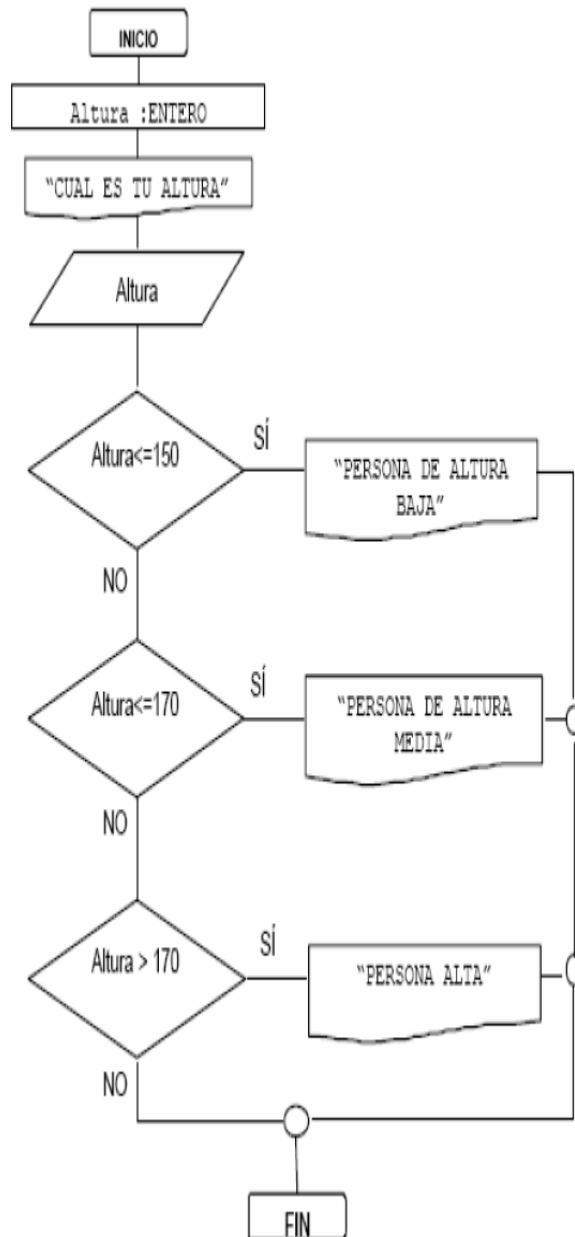 INICIO
Altura :ENTERO
“CUAL ES TU ALTURA”
Altura
Altura<=150
SÍ
“PERSONA DE ALTURA
BAJA”
NO
Altura<=170
SÍ
“PERSONA DE ALTURA
MEDIA”
NO
Altura > 170
SÍ
“PERSONA ALTA”
NO
FIN